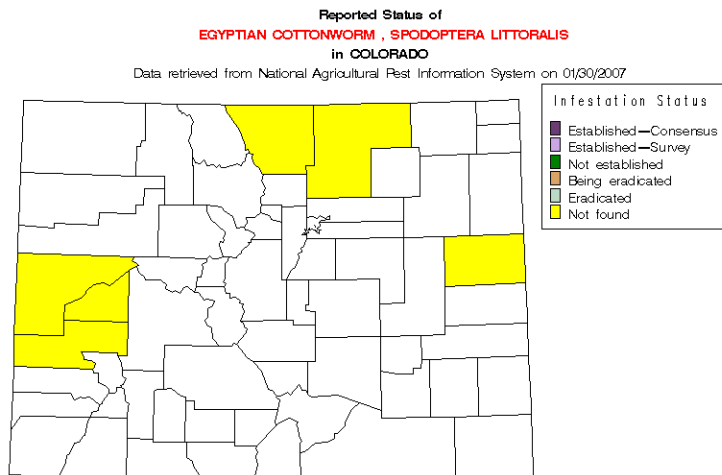 Reported Status of
EGYPTIAN COTTONWORM , SPODOPTERA LITTORALIS
in COLORADO
Data retrieved from National Agricultural Pest Information System on 01/30/2007
Infestation Status
Established—Consensus
Established—Survey
Not established
Being eradicated
Eradicated
Not found